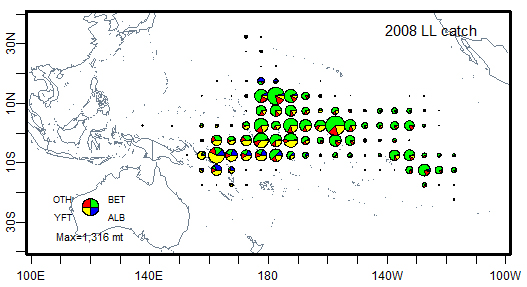 2008 LL catch
30N
10N
10S
30S
OTH BET
YFT ALB
Max=1,316 mt
100E 140E 180 140W 100W